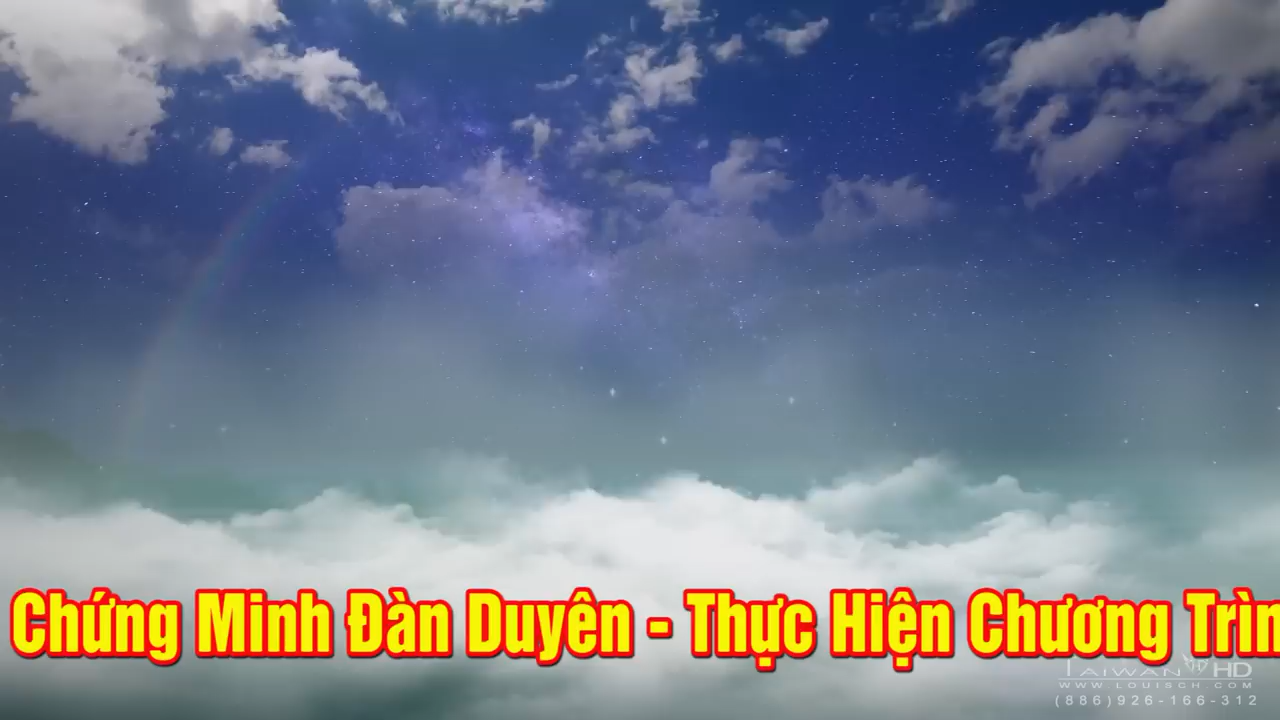 Chứng Minh Đàn Duyên - Thực Hiện Chương Trìn
TAIWAN HD
WWW.LOUISCH.COM
(886)926-166-312